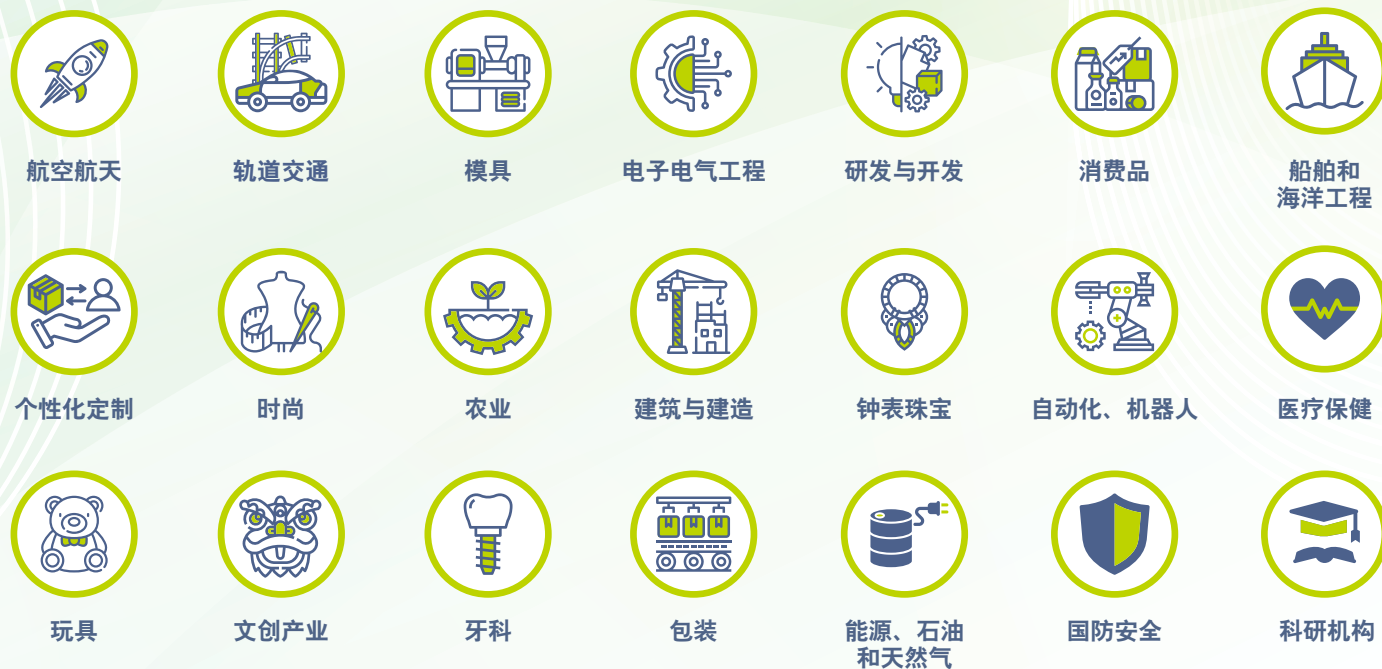 航空航天
轨道交通
模具
电子电气工程
研发与开发
消费品
船舶和
海洋工程
个性化定制
时尚
农业
建筑与建造
钟表珠宝
自动化、机器人
医疗保健
玩具
文创产业
牙科
包装
能源、石油
和天然气
国防安全
科研机构